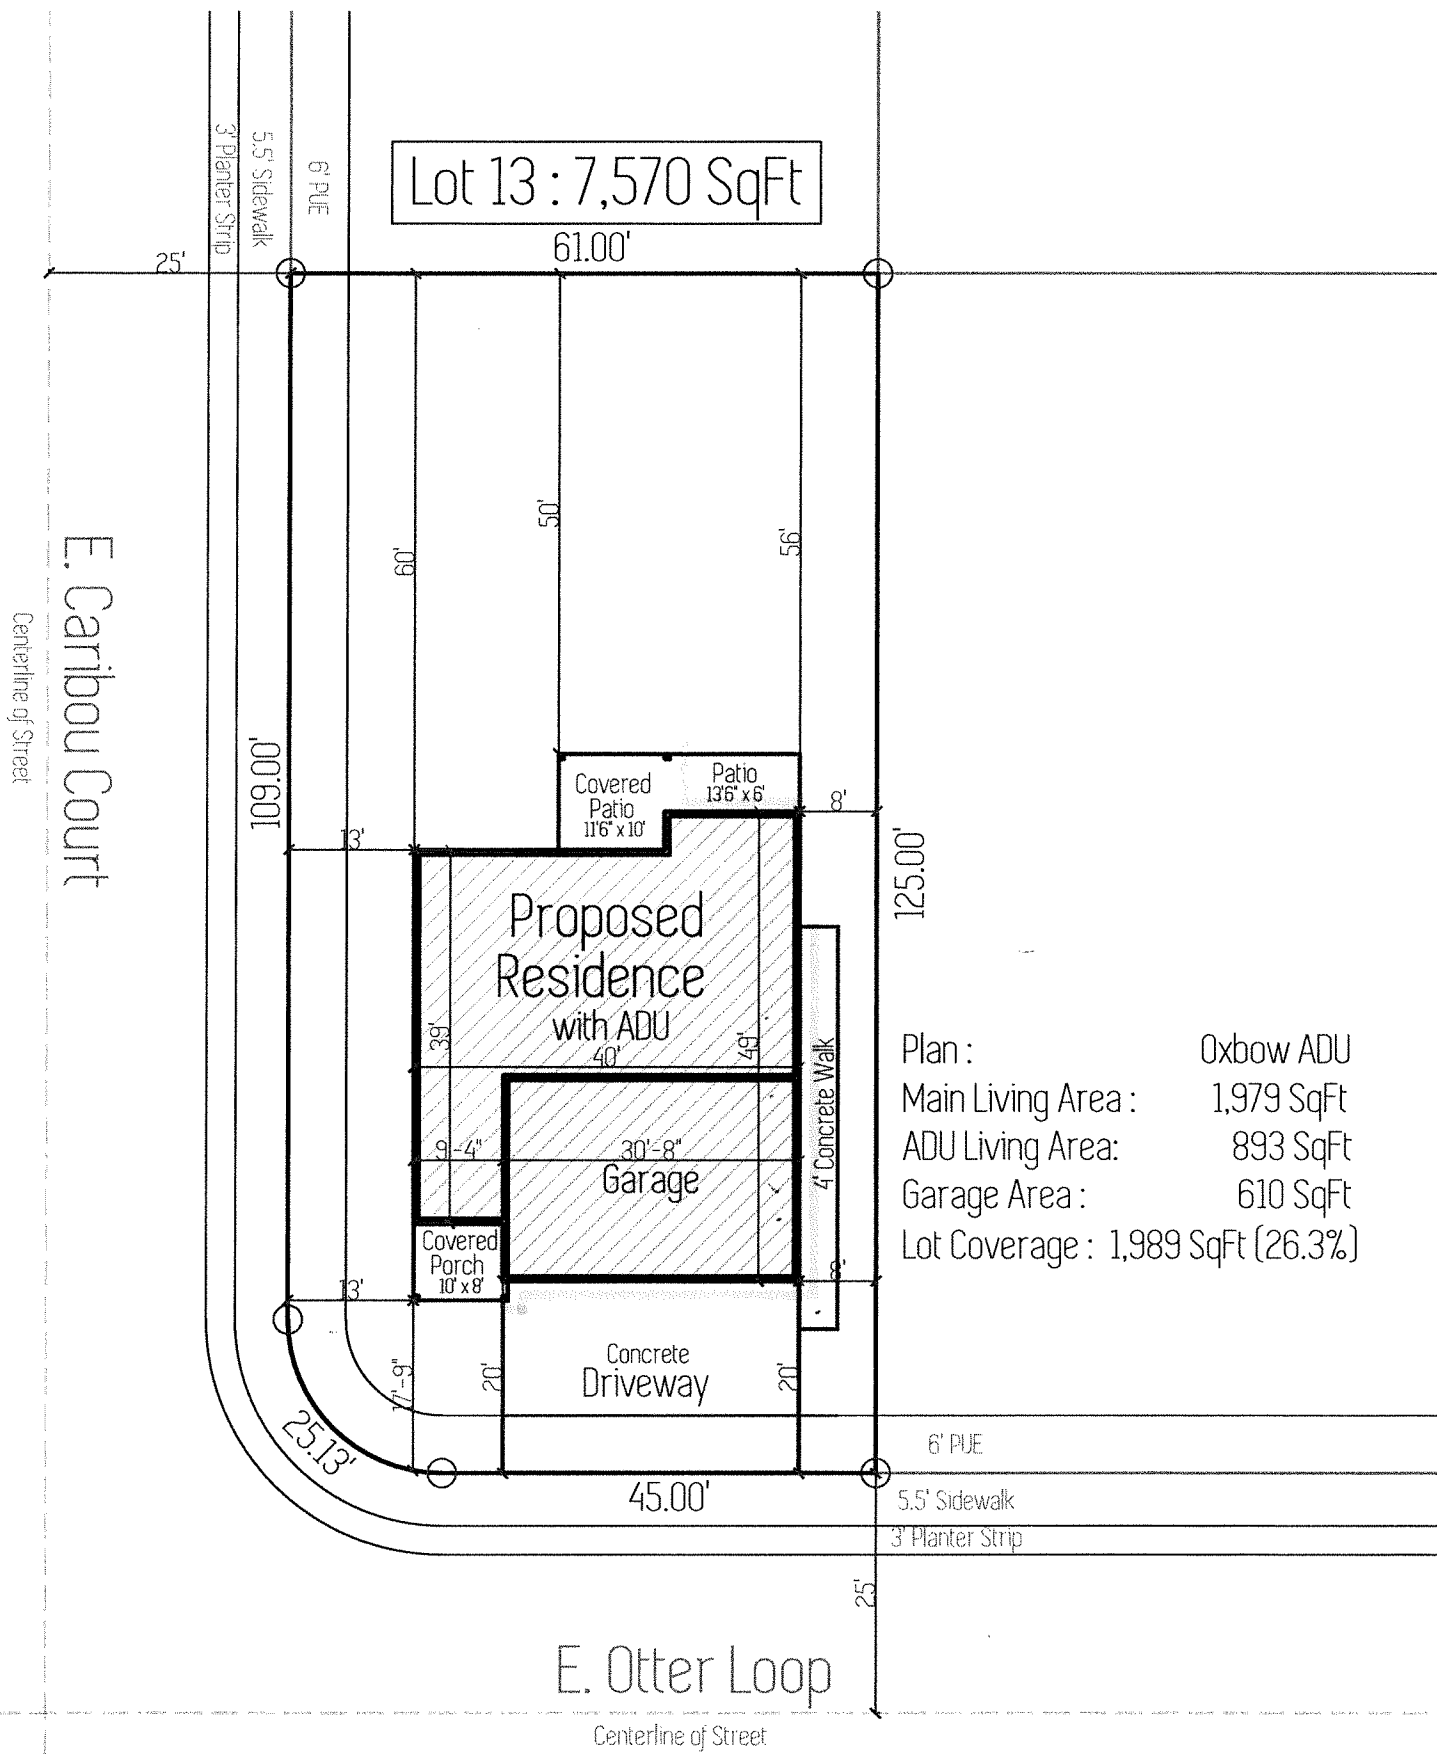 3' Planter Strip
5.5' Sidewalk
6' PUE
Lot 13 : 7,570 SqFt
61.00'
25'
50'
56'
60'
E. Caribou Court
Centerline of Street
109.00'
Covered
Patio
11'6" x 10'
Patio
13'6" x 6'
8'
13'
125.00'
Proposed
Residence
with ADU
39'
40'
49'
4' Concrete Walk
9'-4"
30'-8"
Garage
Covered
Porch
10' x 8'
13'
8'
Plan : Oxbow ADU
Main Living Area : 1,979 SqFt
ADU Living Area: 893 SqFt
Garage Area : 610 SqFt
Lot Coverage : 1,989 SqFt (26.3%)
17'-9"
20'
Concrete
Driveway
20'
25.13'
45.00'
6' PUE
5.5' Sidewalk
3' Planter Strip
25'
E. Otter Loop
Centerline of Street